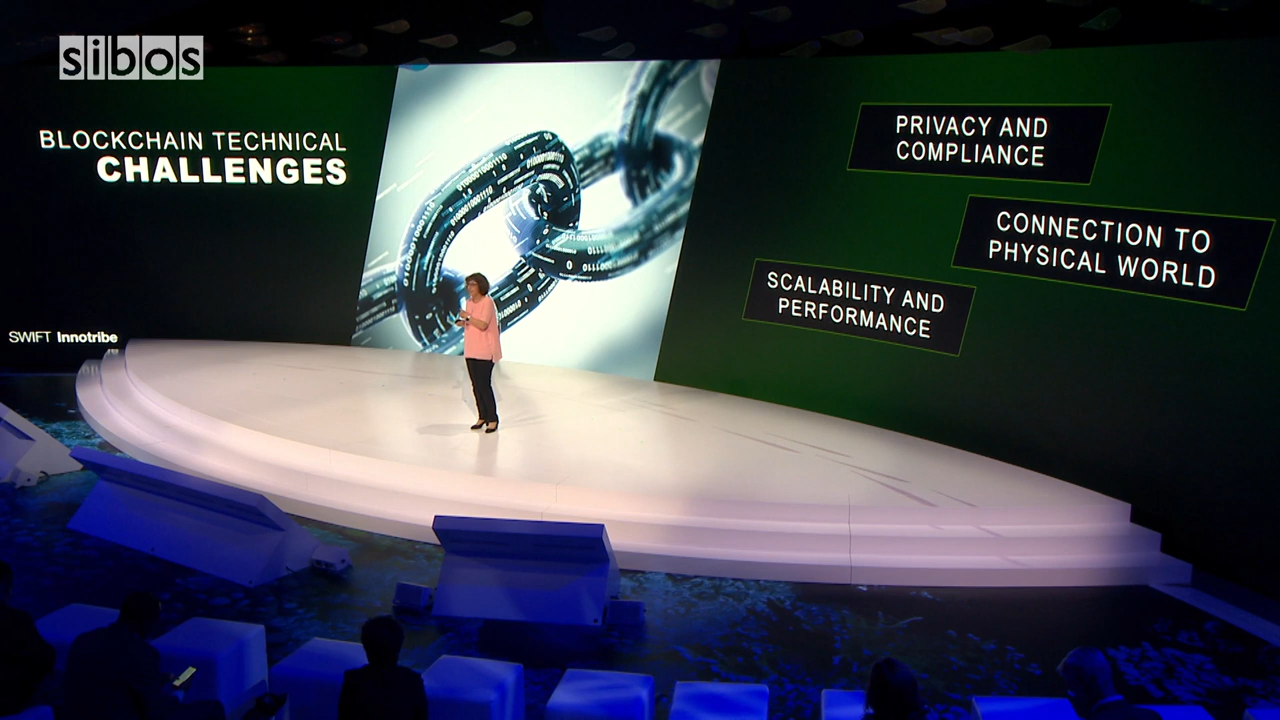 sibos
BLOCKCHAIN TECHNICAL
CHALLENGES
PRIVACY AND
COMPLIANCE
CONNECTION TO
PHYSICAL WORLD
SCALABILITY AND
PERFORMANCE
SWIFT Innotribe